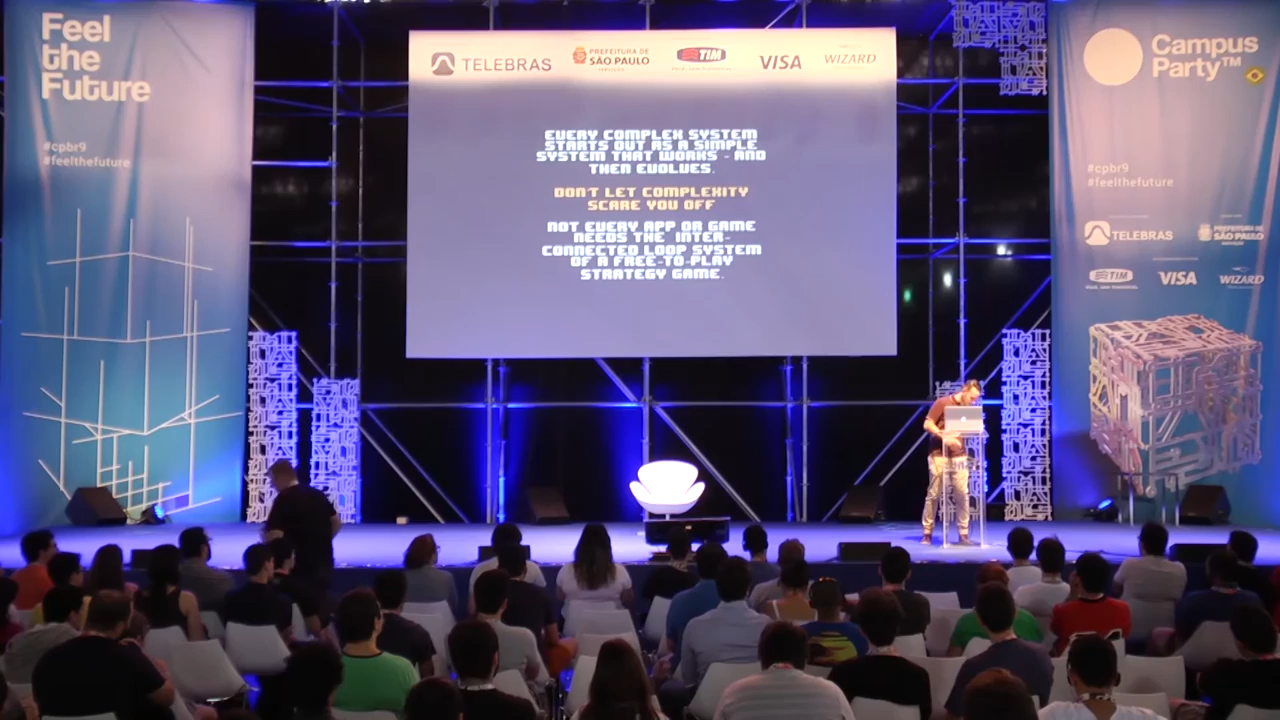 Feel
the
Future
#cpbr9
#feelthefuture
TELEBRAS
PREFEITURA DE
SÃO PAULO
TIM
VISA
WIZARD
EVERY COMPLEX SYSTEM
STARTS OUT AS A SIMPLE
SYSTEM THAT WORKS - AND
THEN EVOLVES.
DON'T LET COMPLEXITY
SCARE YOU OFF
NOT EVERY APP OR GAME
NEEDS THE INTER-
CONNECTED LOOP SYSTEM
OF A FREE-TO-PLAY
STRATEGY GAME.
Campus
Party™
#cpbr9
#feelthefuture
TELEBRAS
PREFEITURA DE
SÃO PAULO
TIM
VISA
WIZARD